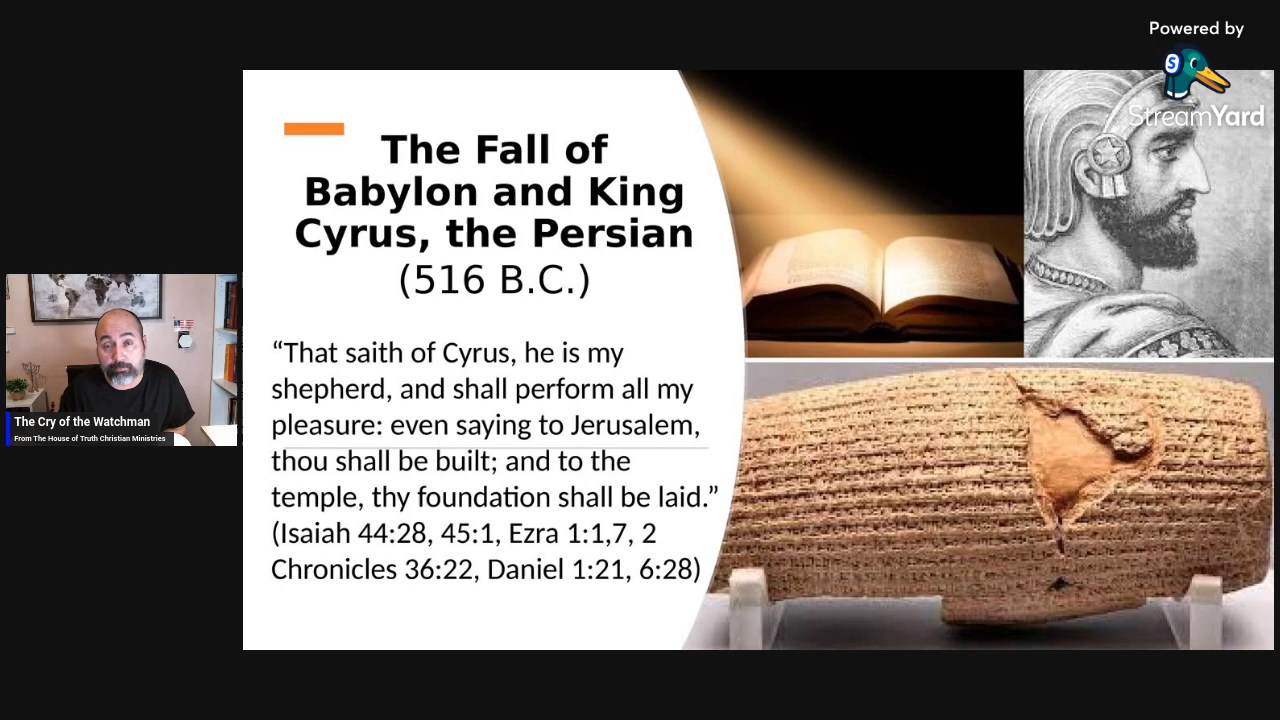 Powered by
StreamYard
The Fall of
Babylon and King
Cyrus, the Persian
(516 B.C.)
“That saith of Cyrus, he is my
shepherd, and shall perform all my
pleasure: even saying to Jerusalem,
thou shall be built; and to the
temple, thy foundation shall be laid.”
(Isaiah 44:28, 45:1, Ezra 1:1,7, 2
Chronicles 36:22, Daniel 1:21, 6:28)
The Cry of the Watchman
From The House of Truth Christian Ministries